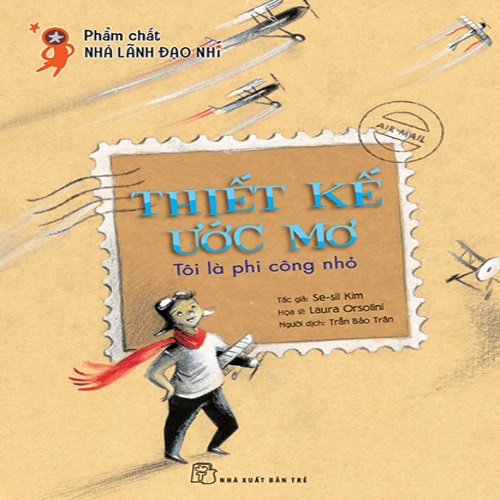 Phẩm chất
NHÀ LÃNH ĐẠO NHÍ
AIR MAIL
THIẾT KẾ
ƯỚC MƠ
Tôi là phi công nhỏ
Tác giả: Se-sil Kim
Họa sĩ: Laura Orsolini
Người dịch: Trần Bảo Trân
NHÀ XUẤT BẢN TRẺ